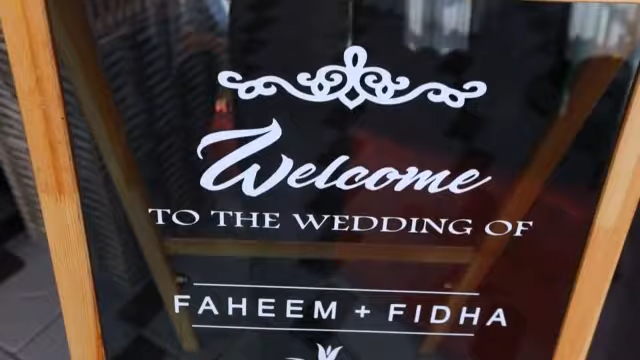 Welcome
TO THE WEDDING OF
FAHEEM + FIDHA